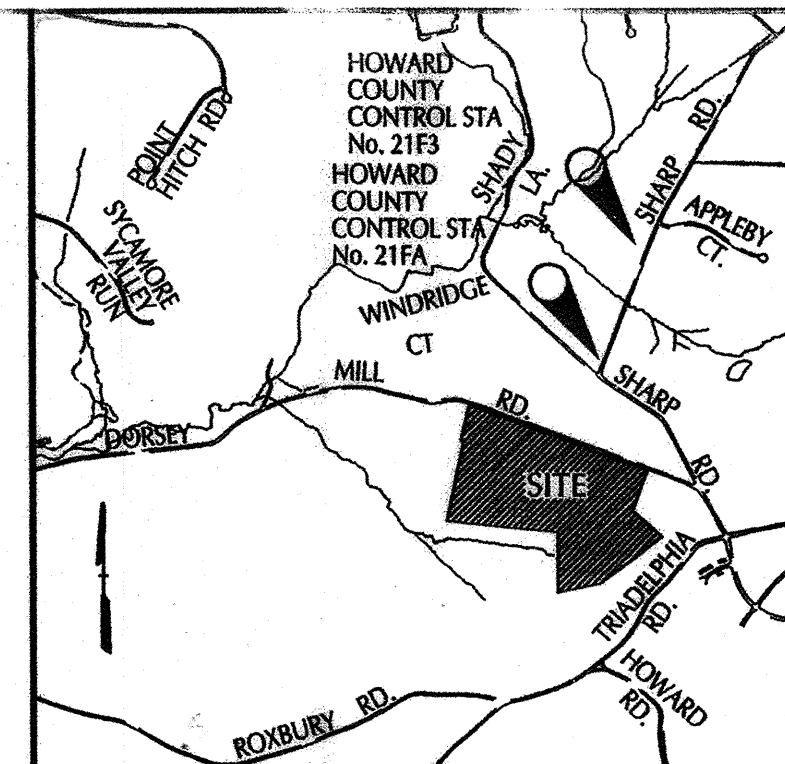 HOWARD
COUNTY
CONTROL STA
No. 21F3
HOWARD
COUNTY
CONTROL STA
No. 21FA
POINT
HITCH RD.
SHADY
LA.
SHARP
RD.
APPLEBY
CT.
SYCAMORE
VALLEY
RUN
WINDRIDGE
CT
MILL
RD.
SHARP
RD.
DORSEY
SITE
TRIADELPHIA
RD.
HOWARD
RD.
ROXBURY RD.